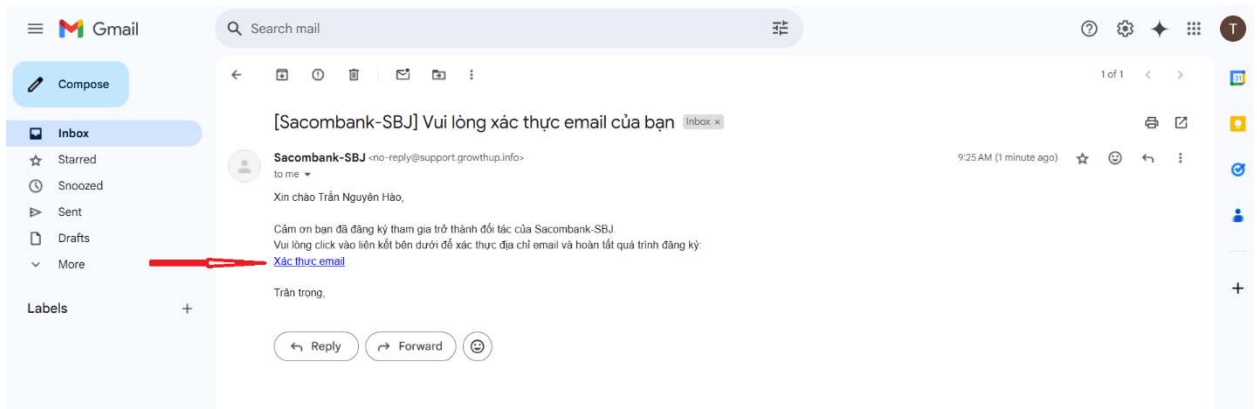 Gmail
Search mail
T
Compose
1 of 1
31
[Sacombank-SBJ] Vui lòng xác thực email của bạn Inbox ×
Inbox
Starred
Sacombank-SBJ <no-reply@support.growthup.info>
9:25 AM (1 minute ago)
to me
Snoozed
Xin chào Trần Nguyên Hào,
Sent
Cảm ơn bạn đã đăng ký tham gia trở thành đối tác của Sacombank-SBJ.
Drafts
Vui lòng click vào liên kết bên dưới để xác thực địa chỉ email và hoàn tất quá trình đăng ký:
More
Xác thực email
Trân trọng,
Labels
Reply
Forward